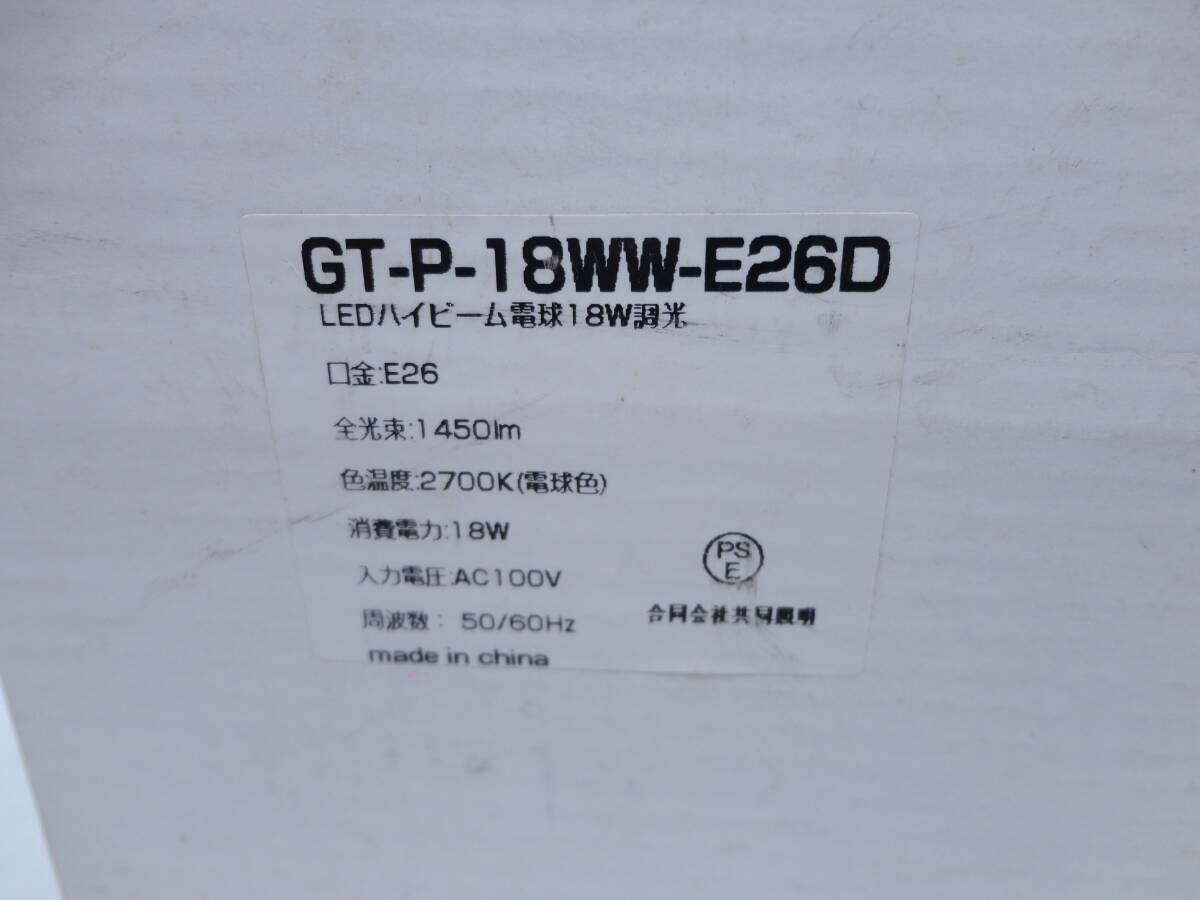 GT-P-18WW-E26D
LEDハイビーム電球18W調光
口金:E26
全光束:1450lm
色温度:2700K(電球色)
消費電力:18W
入力電圧:AC100V
周波数: 50/60Hz
made in china
PS
E
合同会社共同照明